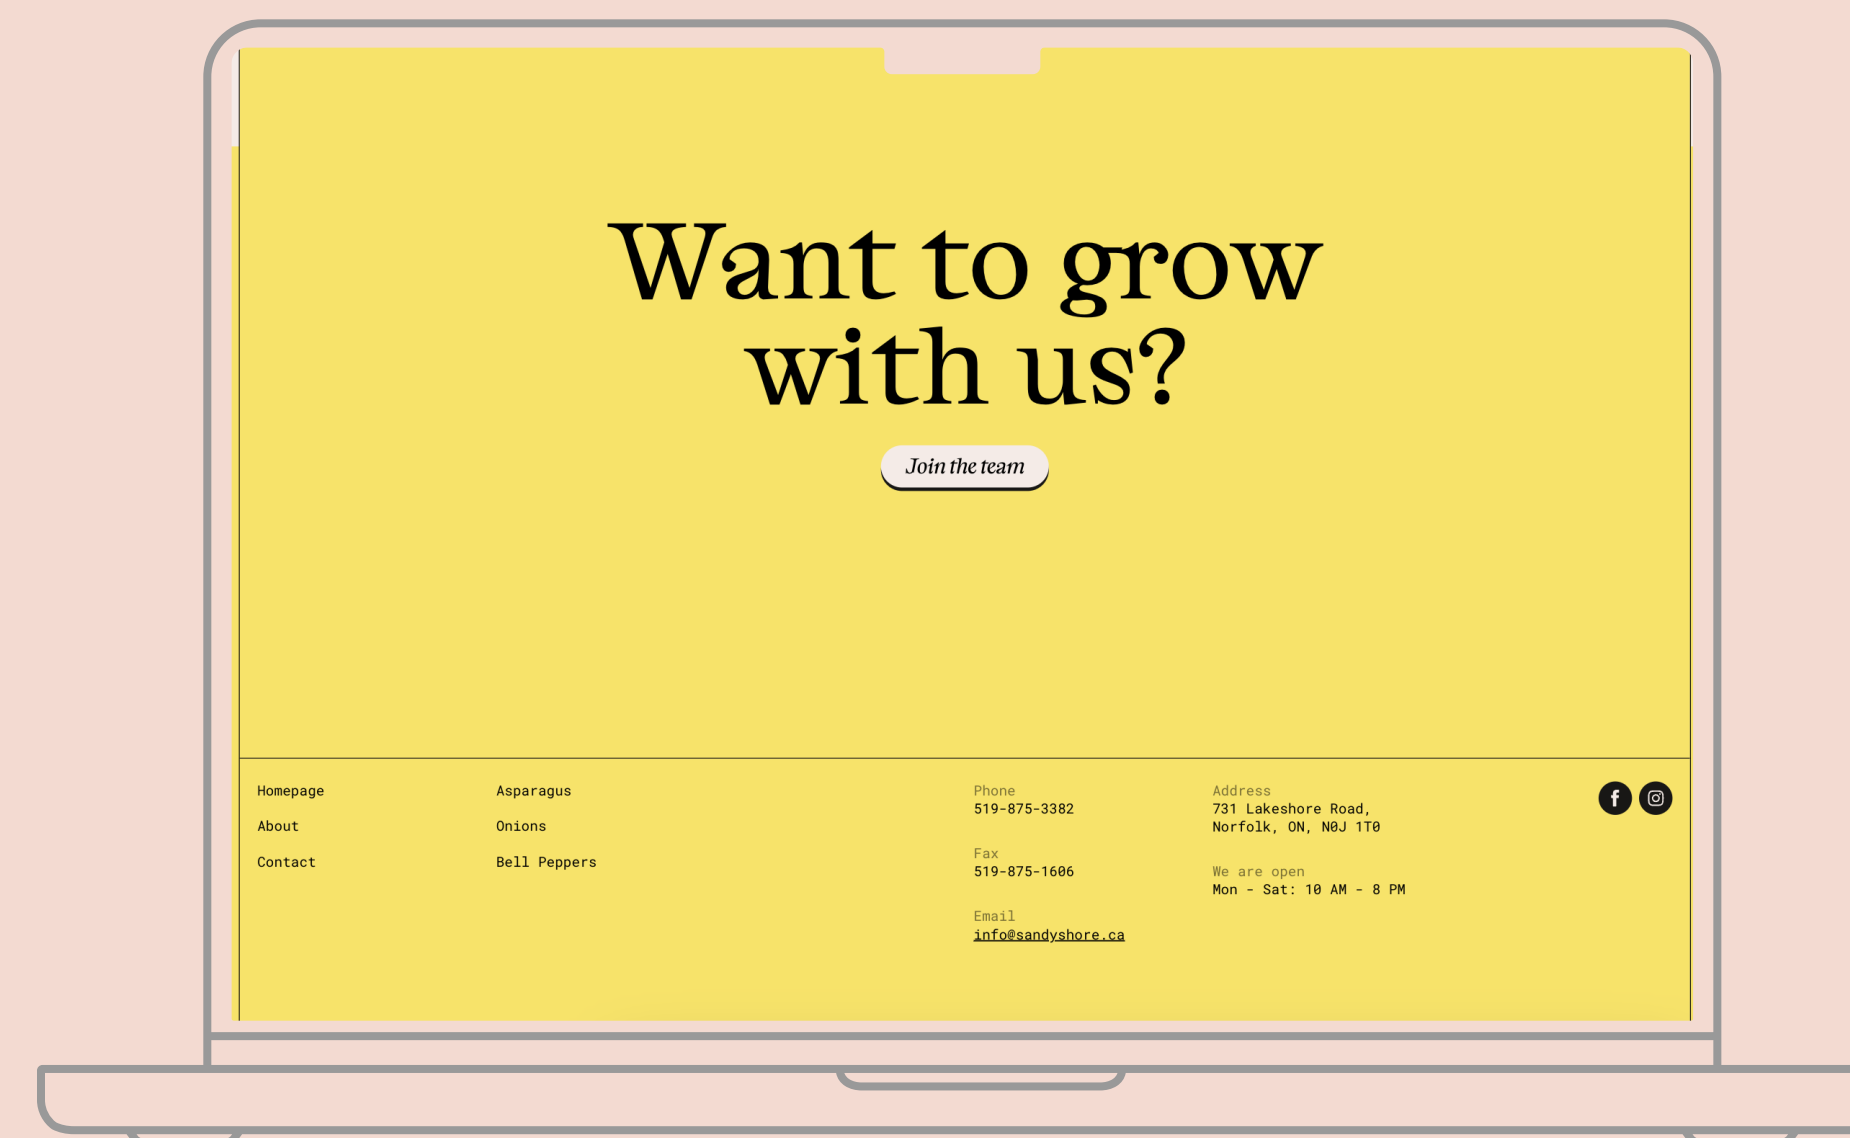 Want to grow
with us?
Join the team
Homepage
About
Contact
Asparagus
Onions
Bell Peppers
Phone
519-875-3382
Fax
519-875-1606
Email
info@sandyshore.ca
Address
731 Lakeshore Road,
Norfolk, ON, N0J 1T0
We are open
Mon - Sat: 10 AM - 8 PM